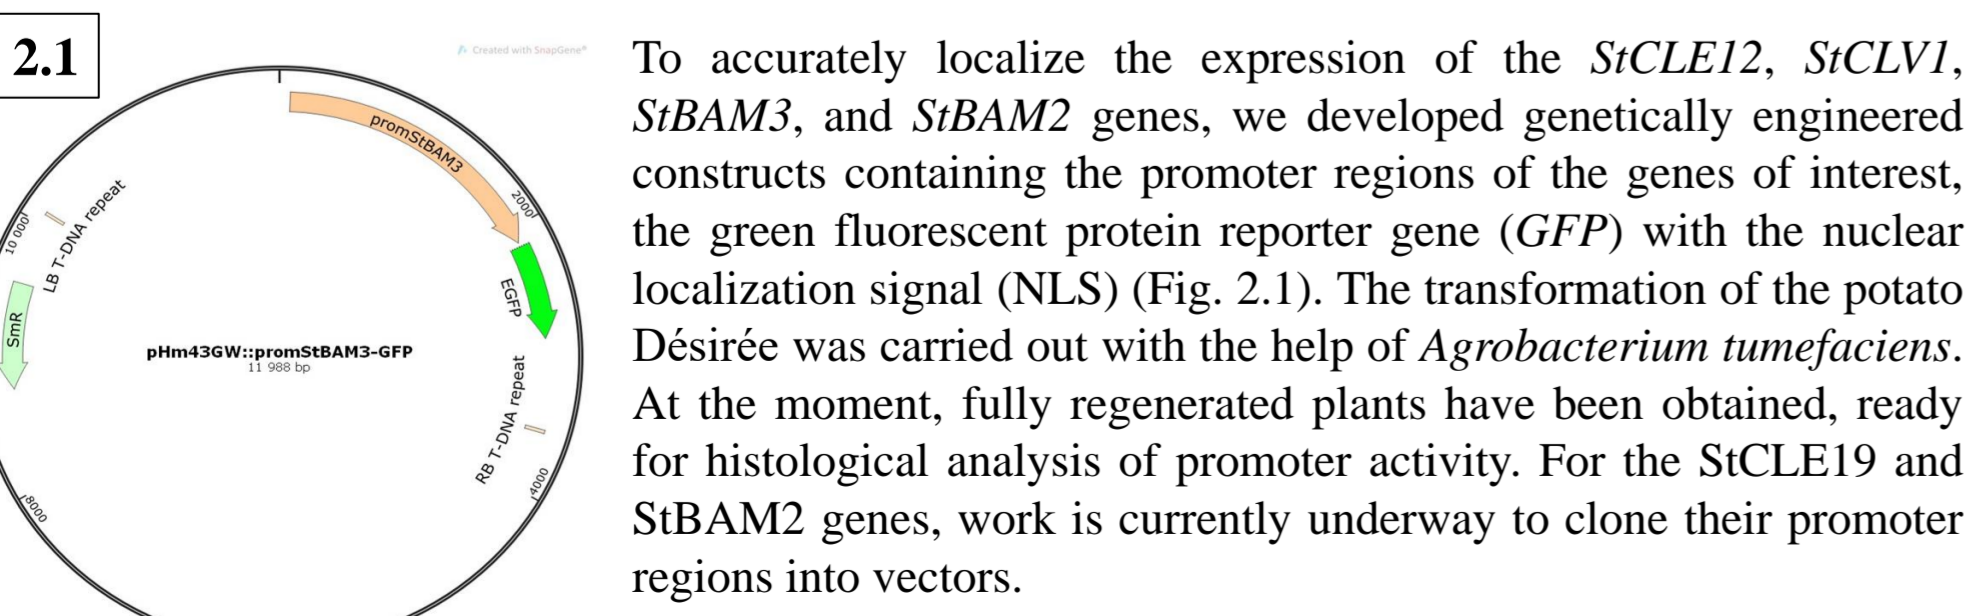 2.1
Created with SnapGene®
promStBAM3
2000
EGFP
LB T-DNA repeat
10 000
SmR
pHm43GW::promStBAM3-GFP
11 988 bp
RB T-DNA repeat
4000
8000
To accurately localize the expression of the StCLE12, StCLV1,
StBAM3, and StBAM2 genes, we developed genetically engineered
constructs containing the promoter regions of the genes of interest,
the green fluorescent protein reporter gene (GFP) with the nuclear
localization signal (NLS) (Fig. 2.1). The transformation of the potato
Désirée was carried out with the help of Agrobacterium tumefaciens.
At the moment, fully regenerated plants have been obtained, ready
for histological analysis of promoter activity. For the StCLE19 and
StBAM2 genes, work is currently underway to clone their promoter
regions into vectors.